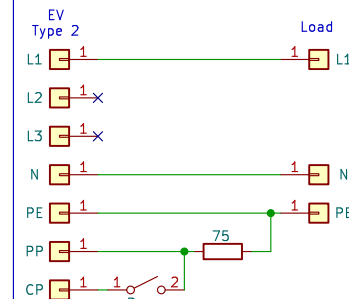 EV
Type 2
Load
L1 1 1 L1
L2 1
L3 1
N 1 1 N
PE 1 1 PE
75
PP 1
CP 1 1 2